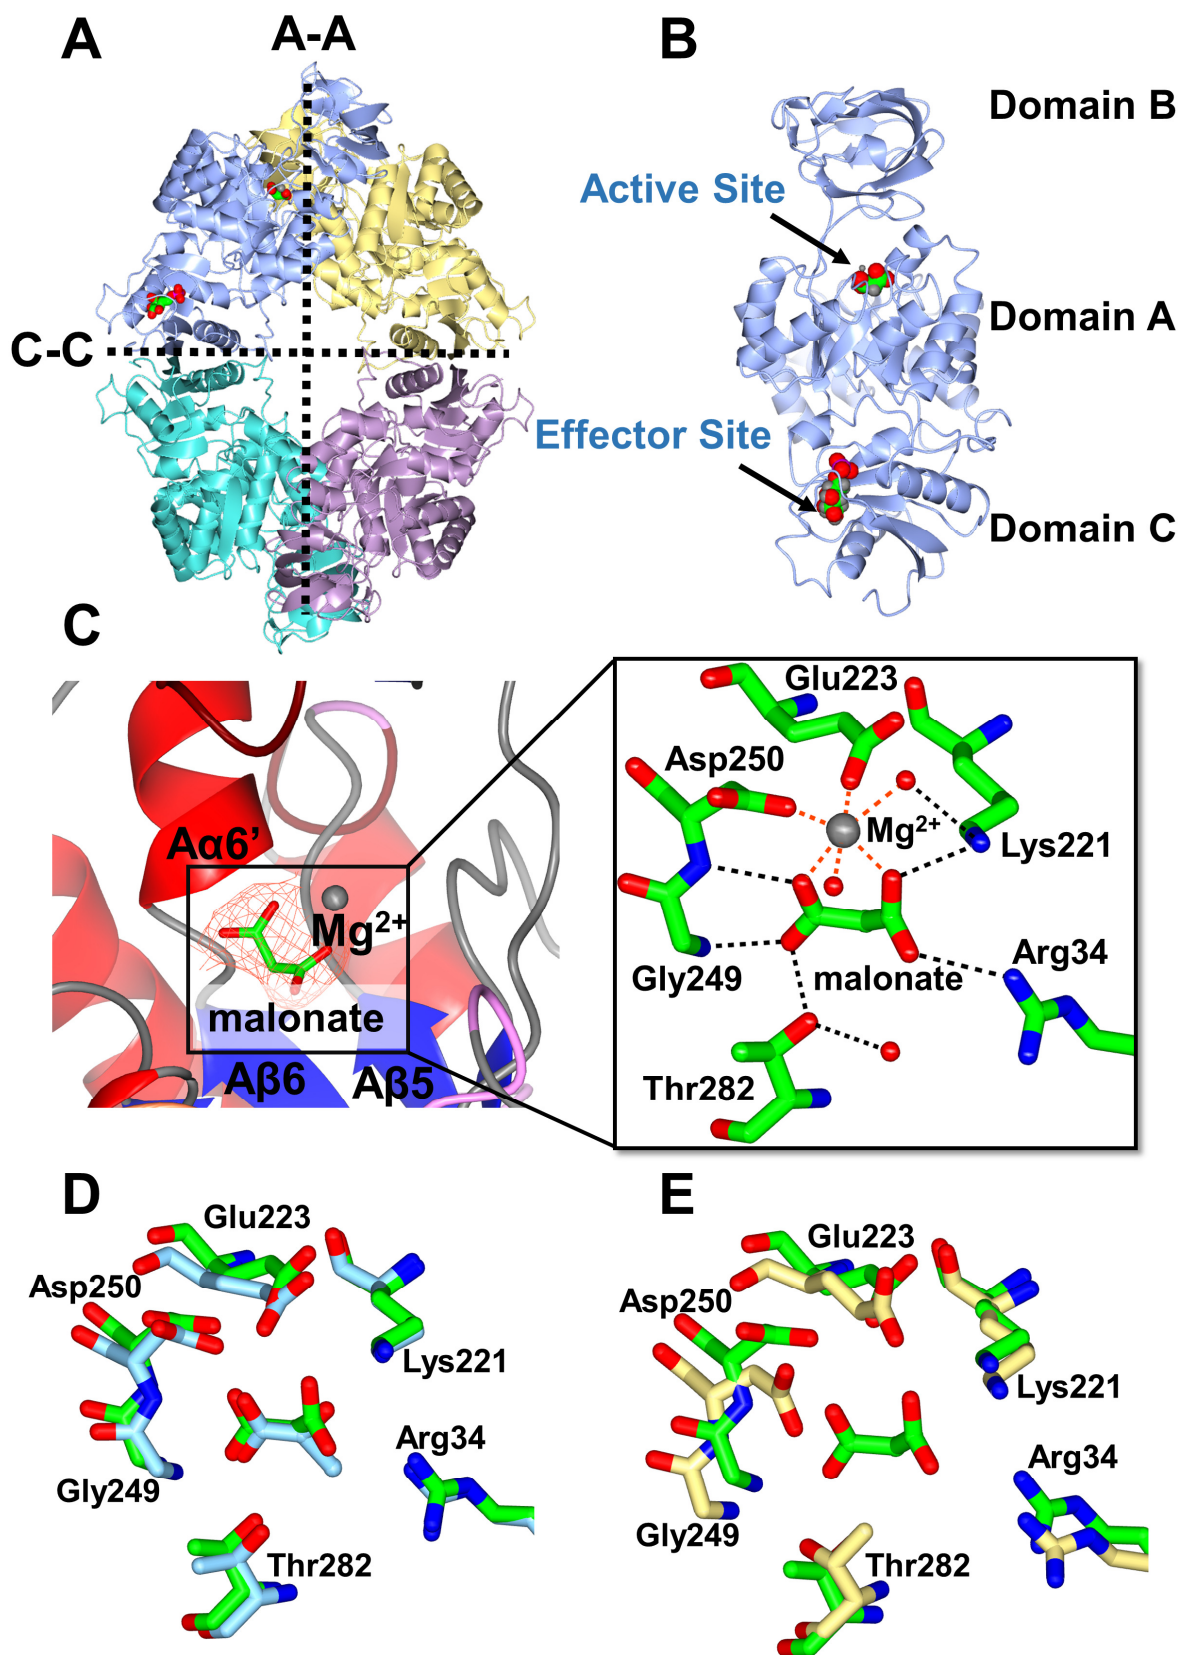 A
A-A
C-C
B
Domain B
Active Site
Domain A
Effector Site
Domain C
C
Aα6’
Mg2+
malonate
Aβ6
Aβ5
Glu223
Asp250
Mg2+
Lys221
Gly249
malonate
Arg34
Thr282
D
Glu223
Asp250
Lys221
Arg34
Gly249
Thr282
E
Glu223
Asp250
Lys221
Arg34
Gly249
Thr282